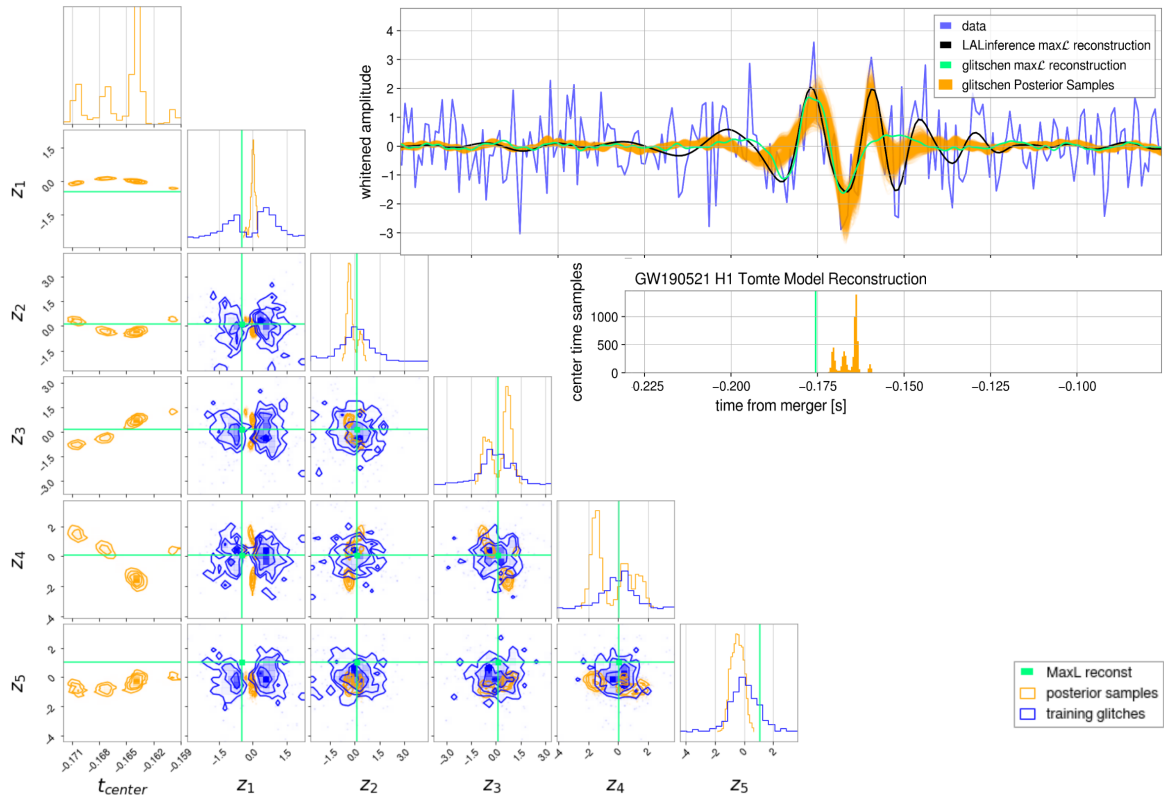 data
LALinference maxℒ reconstruction
glitschen maxℒ reconstruction
glitschen Posterior Samples
whitened amplitude
4
3
2
1
0
−1
−2
−3
GW190521 H1 Tomte Model Reconstruction
center time samples
1000
500
0
0.225
−0.200
−0.175
−0.150
−0.125
−0.100
time from merger [s]
z1
1.5
0.0
−1.5
z2
3.0
1.5
0.0
−1.5
z3
3.0
1.5
0.0
−1.5
−3.0
z4
2
0
−2
−4
z5
2
0
−2
−4
−0.171
−0.168
−0.165
−0.162
−0.159
−1.5
0.0
1.5
−1.5
0.0
1.5
3.0
−3.0
−1.5
0.0
1.5
3.0
−4
−2
0
2
−4
−2
0
2
tcenter
z1
z2
z3
z4
z5
MaxL reconst
posterior samples
training glitches